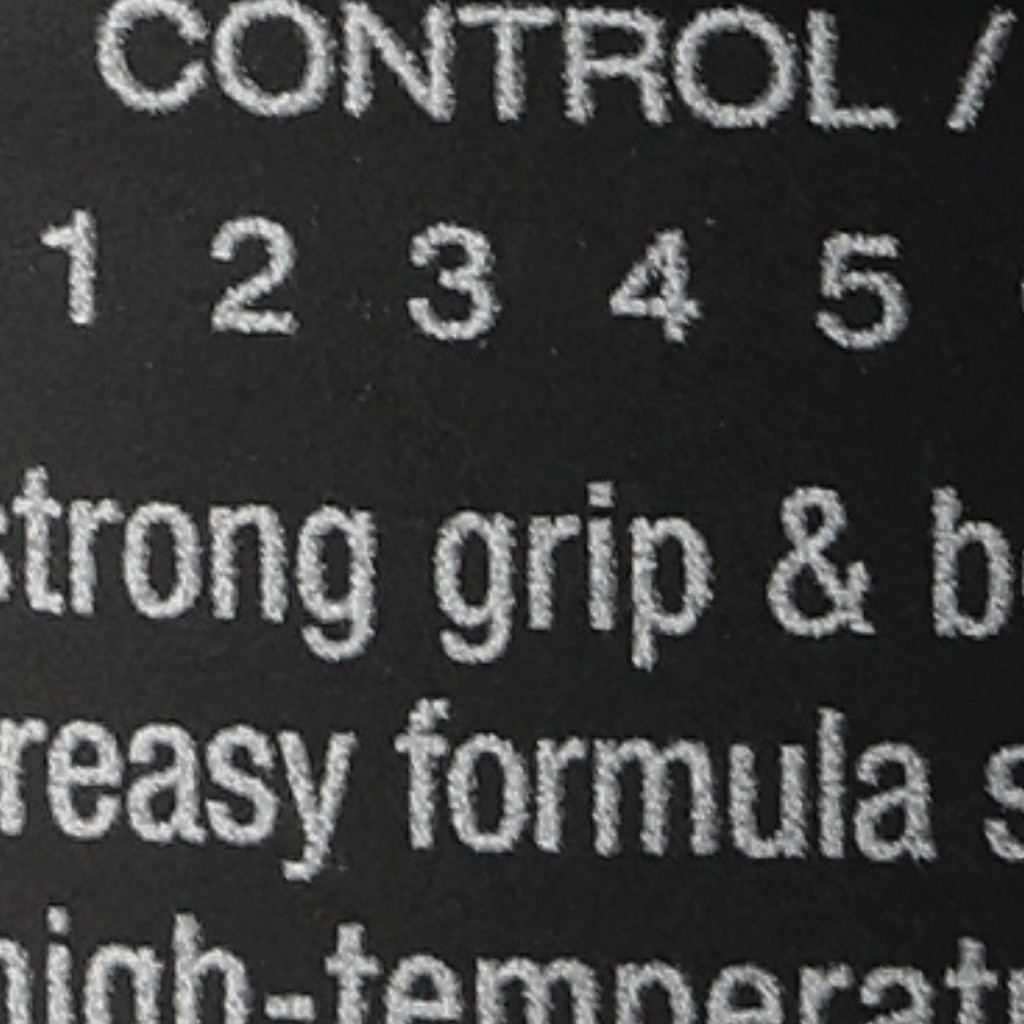 CONTROL /
1 2 3 4 5
strong grip &
reasy formula
high-temperat